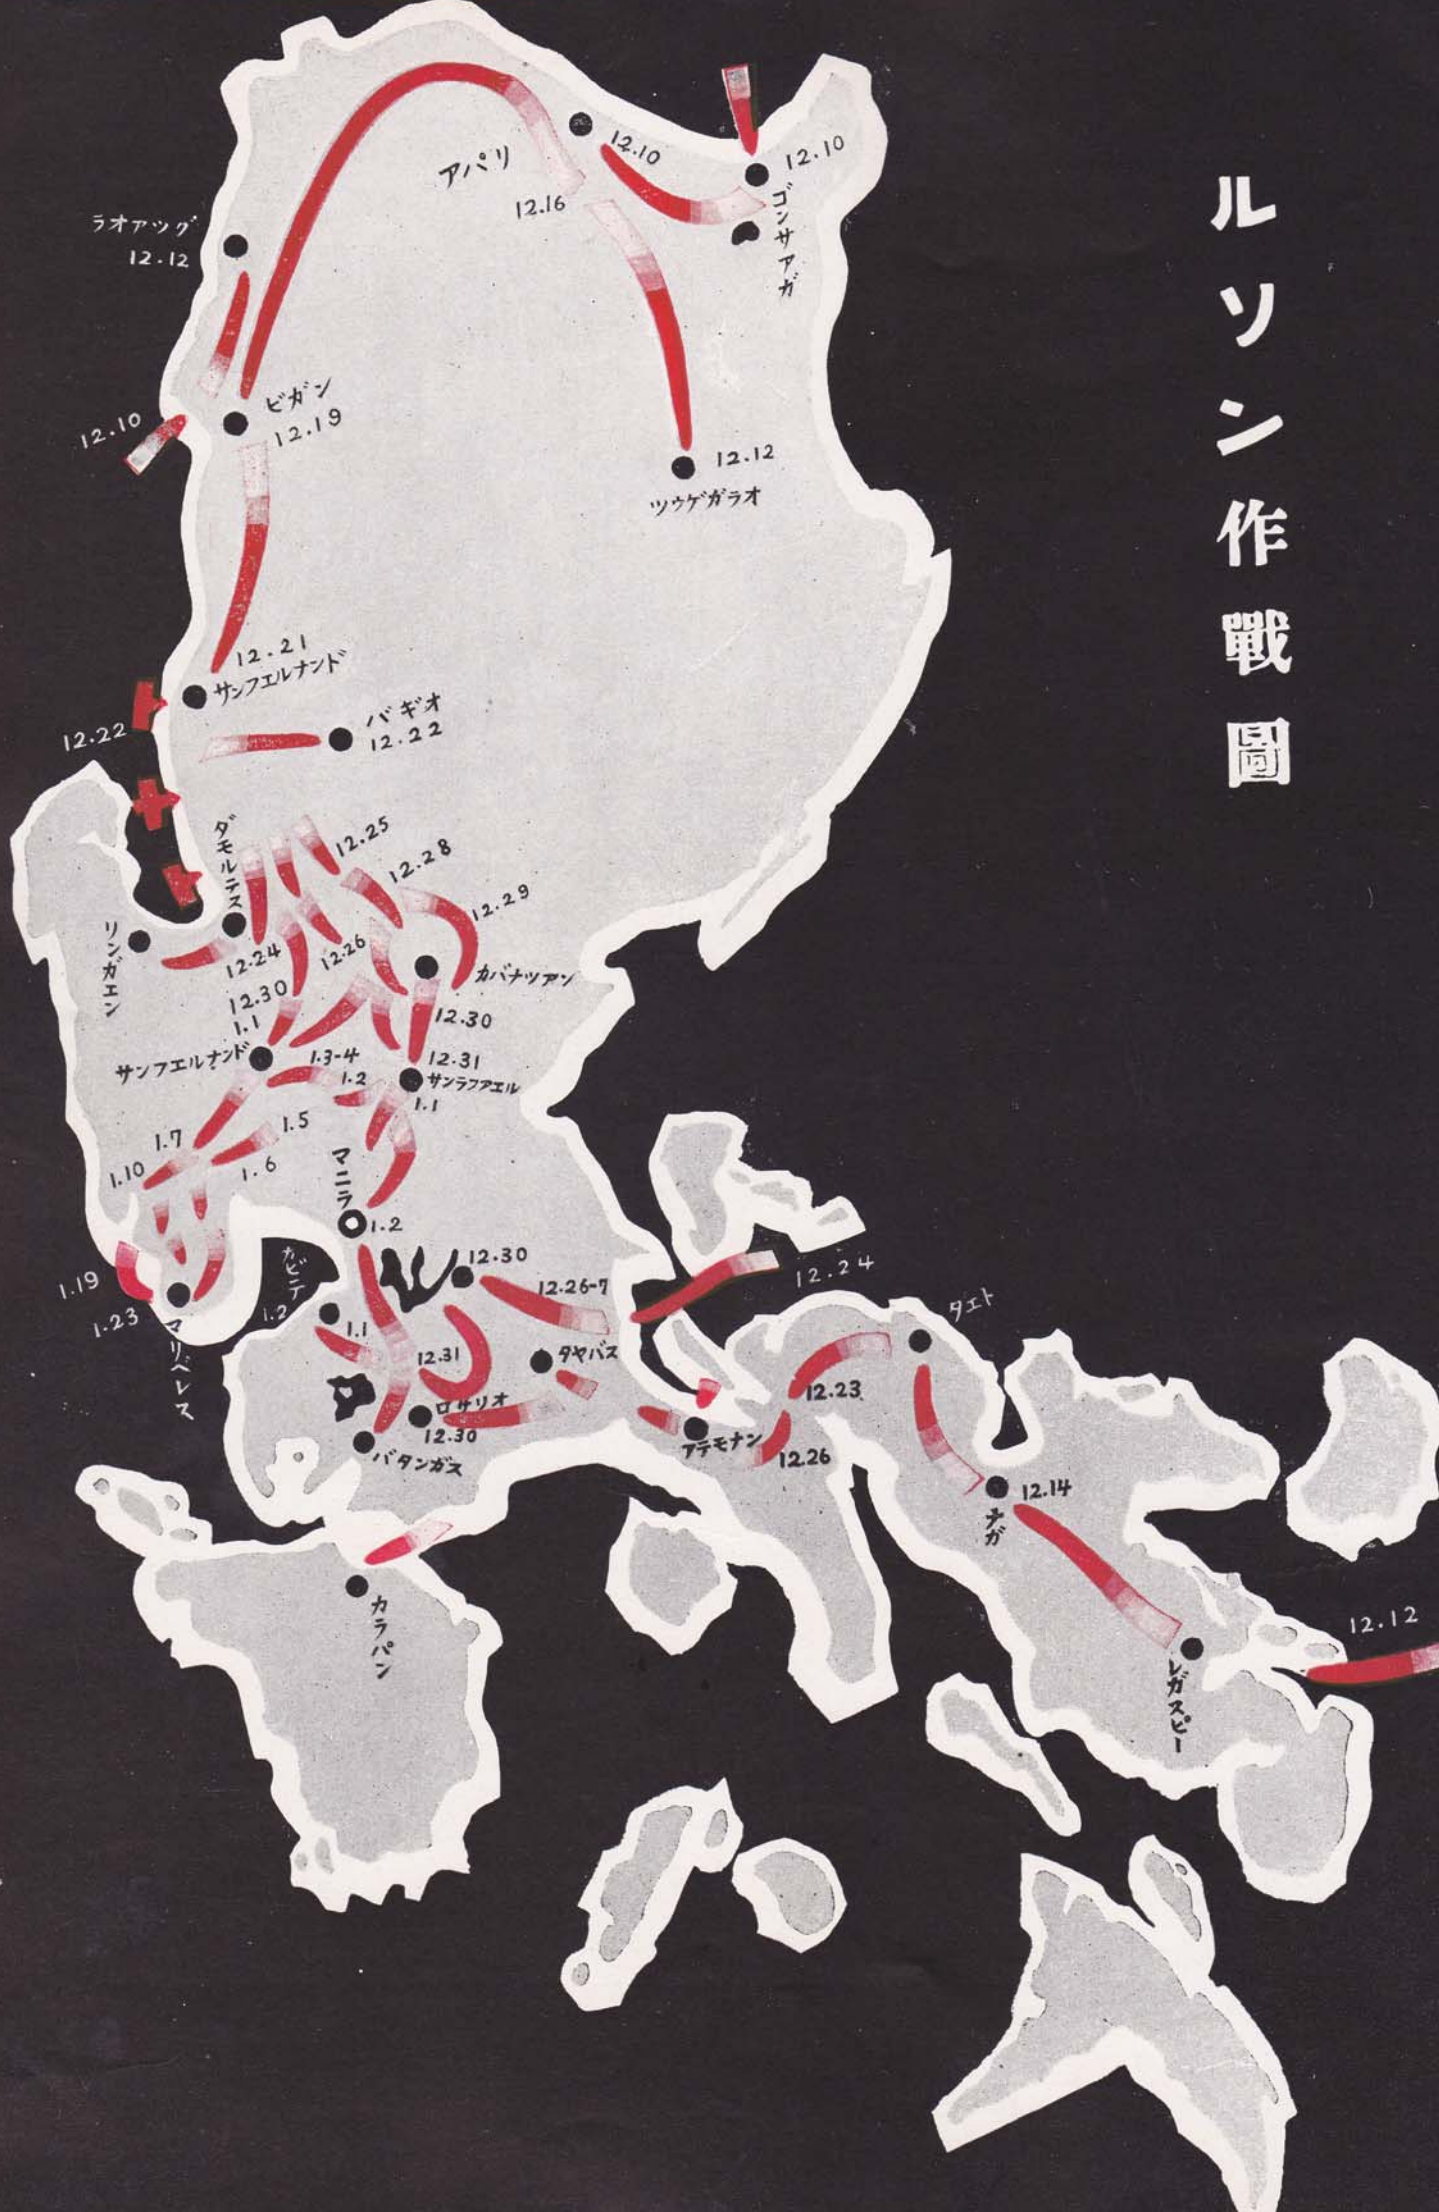 ルソン作戰圖
12.10
アパリ
12.16
12.10
ゴンサアガ
ラオアツグ
12.12
ビガン
12.19
12.10
12.12
ツウゲガラオ
12.21
サンフエルナンド
12.22
バギオ
12.22
ダモルテス
12.25
12.28
12.29
リンガエン
12.24
12.26
カバナツアン
12.30
1.1
12.30
サンフエルナンド
1.3-4
12.31
サンラフアエル
1.2
1.1
1.7
1.5
1.10
1.6
マニラ
1.2
1.19
1.23
マリベレス
カビテ
1.2
1.1
12.30
12.26-7
12.24
12.31
タヤバス
ロサリオ
12.30
バタンガス
アテモナン
12.23
12.26
タエト
12.14
ナガ
カラパン
レガスピー
12.12